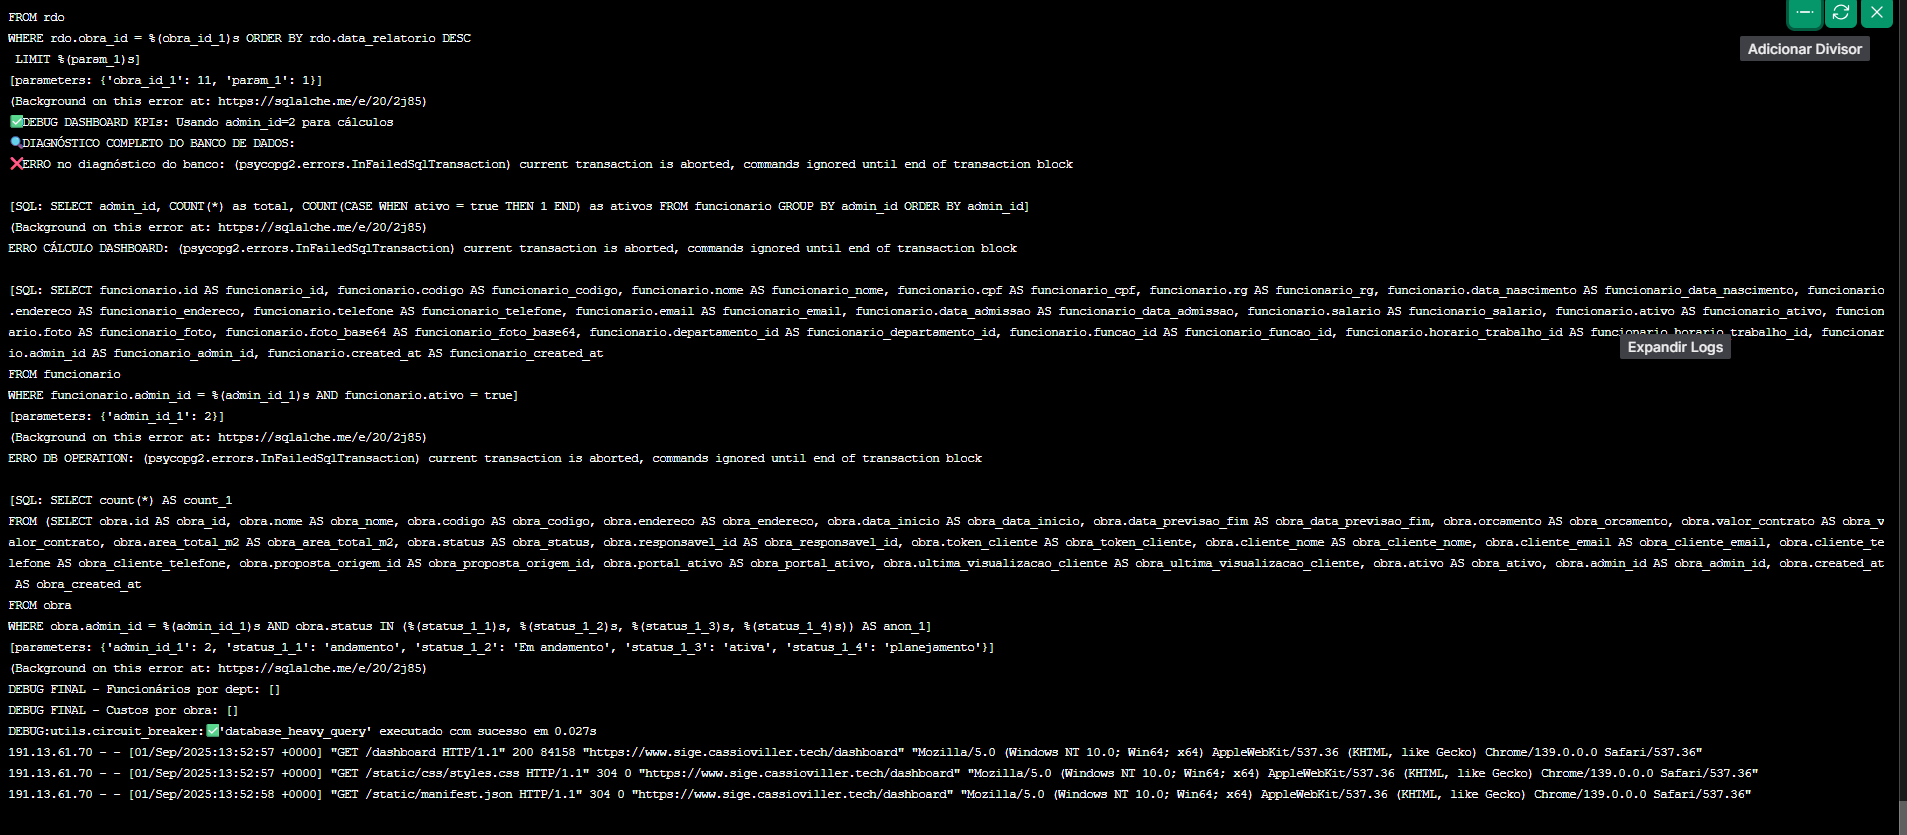 FROM rdo
WHERE rdo.obra_id = %(obra_id_1)s ORDER BY rdo.data_relatorio DESC
 LIMIT %(param_1)s]
[parameters: {'obra_id_1': 11, 'param_1': 1}]
(Background on this error at: https://sqlalche.me/e/20/2j85)
✅DEBUG DASHBOARD KPIs: Usando admin_id=2 para cálculos
🔍DIAGNÓSTICO COMPLETO DO BANCO DE DADOS:
❌ERRO no diagnóstico do banco: (psycopg2.errors.InFailedSqlTransaction) current transaction is aborted, commands ignored until end of transaction block
[SQL: SELECT admin_id, COUNT(*) as total, COUNT(CASE WHEN ativo = true THEN 1 END) as ativos FROM funcionario GROUP BY admin_id ORDER BY admin_id]
(Background on this error at: https://sqlalche.me/e/20/2j85)
ERRO CÁLCULO DASHBOARD: (psycopg2.errors.InFailedSqlTransaction) current transaction is aborted, commands ignored until end of transaction block
[SQL: SELECT funcionario.id AS funcionario_id, funcionario.codigo AS funcionario_codigo, funcionario.nome AS funcionario_nome, funcionario.cpf AS funcionario_cpf, funcionario.rg AS funcionario_rg, funcionario.data_nascimento AS funcionario_data_nascimento, funcionario
.endereco AS funcionario_endereco, funcionario.telefone AS funcionario_telefone, funcionario.email AS funcionario_email, funcionario.data_admissao AS funcionario_data_admissao, funcionario.salario AS funcionario_salario, funcionario.ativo AS funcionario_ativo, funcion
ario.foto AS funcionario_foto, funcionario.foto_base64 AS funcionario_foto_base64, funcionario.departamento_id AS funcionario_departamento_id, funcionario.funcao_id AS funcionario_funcao_id, funcionario.horario_trabalho_id AS funcionario_horario_trabalho_id, funcionar
io.admin_id AS funcionario_admin_id, funcionario.created_at AS funcionario_created_at
FROM funcionario
WHERE funcionario.admin_id = %(admin_id_1)s AND funcionario.ativo = true]
[parameters: {'admin_id_1': 2}]
(Background on this error at: https://sqlalche.me/e/20/2j85)
ERRO DB OPERATION: (psycopg2.errors.InFailedSqlTransaction) current transaction is aborted, commands ignored until end of transaction block
[SQL: SELECT count(*) AS count_1
FROM (SELECT obra.id AS obra_id, obra.nome AS obra_nome, obra.codigo AS obra_codigo, obra.endereco AS obra_endereco, obra.data_inicio AS obra_data_inicio, obra.data_previsao_fim AS obra_data_previsao_fim, obra.orcamento AS obra_orcamento, obra.valor_contrato AS obra_v
alor_contrato, obra.area_total_m2 AS obra_area_total_m2, obra.status AS obra_status, obra.responsavel_id AS obra_responsavel_id, obra.token_cliente AS obra_token_cliente, obra.cliente_nome AS obra_cliente_nome, obra.cliente_email AS obra_cliente_email, obra.cliente_te
lefone AS obra_cliente_telefone, obra.proposta_origem_id AS obra_proposta_origem_id, obra.portal_ativo AS obra_portal_ativo, obra.ultima_visualizacao_cliente AS obra_ultima_visualizacao_cliente, obra.ativo AS obra_ativo, obra.admin_id AS obra_admin_id, obra.created_at
 AS obra_created_at
FROM obra
WHERE obra.admin_id = %(admin_id_1)s AND obra.status IN (%(status_1_1)s, %(status_1_2)s, %(status_1_3)s, %(status_1_4)s)) AS anon_1]
[parameters: {'admin_id_1': 2, 'status_1_1': 'andamento', 'status_1_2': 'Em andamento', 'status_1_3': 'ativa', 'status_1_4': 'planejamento'}]
(Background on this error at: https://sqlalche.me/e/20/2j85)
DEBUG FINAL - Funcionários por dept: []
DEBUG FINAL - Custos por obra: []
DEBUG:utils.circuit_breaker:✅'database_heavy_query' executado com sucesso em 0.027s
191.13.61.70 - - [01/Sep/2025:13:52:57 +0000] "GET /dashboard HTTP/1.1" 200 84158 "https://www.sige.cassioviller.tech/dashboard" "Mozilla/5.0 (Windows NT 10.0; Win64; x64) AppleWebKit/537.36 (KHTML, like Gecko) Chrome/139.0.0.0 Safari/537.36"
191.13.61.70 - - [01/Sep/2025:13:52:57 +0000] "GET /static/css/styles.css HTTP/1.1" 304 0 "https://www.sige.cassioviller.tech/dashboard" "Mozilla/5.0 (Windows NT 10.0; Win64; x64) AppleWebKit/537.36 (KHTML, like Gecko) Chrome/139.0.0.0 Safari/537.36"
191.13.61.70 - - [01/Sep/2025:13:52:58 +0000] "GET /static/manifest.json HTTP/1.1" 304 0 "https://www.sige.cassioviller.tech/dashboard" "Mozilla/5.0 (Windows NT 10.0; Win64; x64) AppleWebKit/537.36 (KHTML, like Gecko) Chrome/139.0.0.0 Safari/537.36"
Adicionar Divisor
Expandir Logs